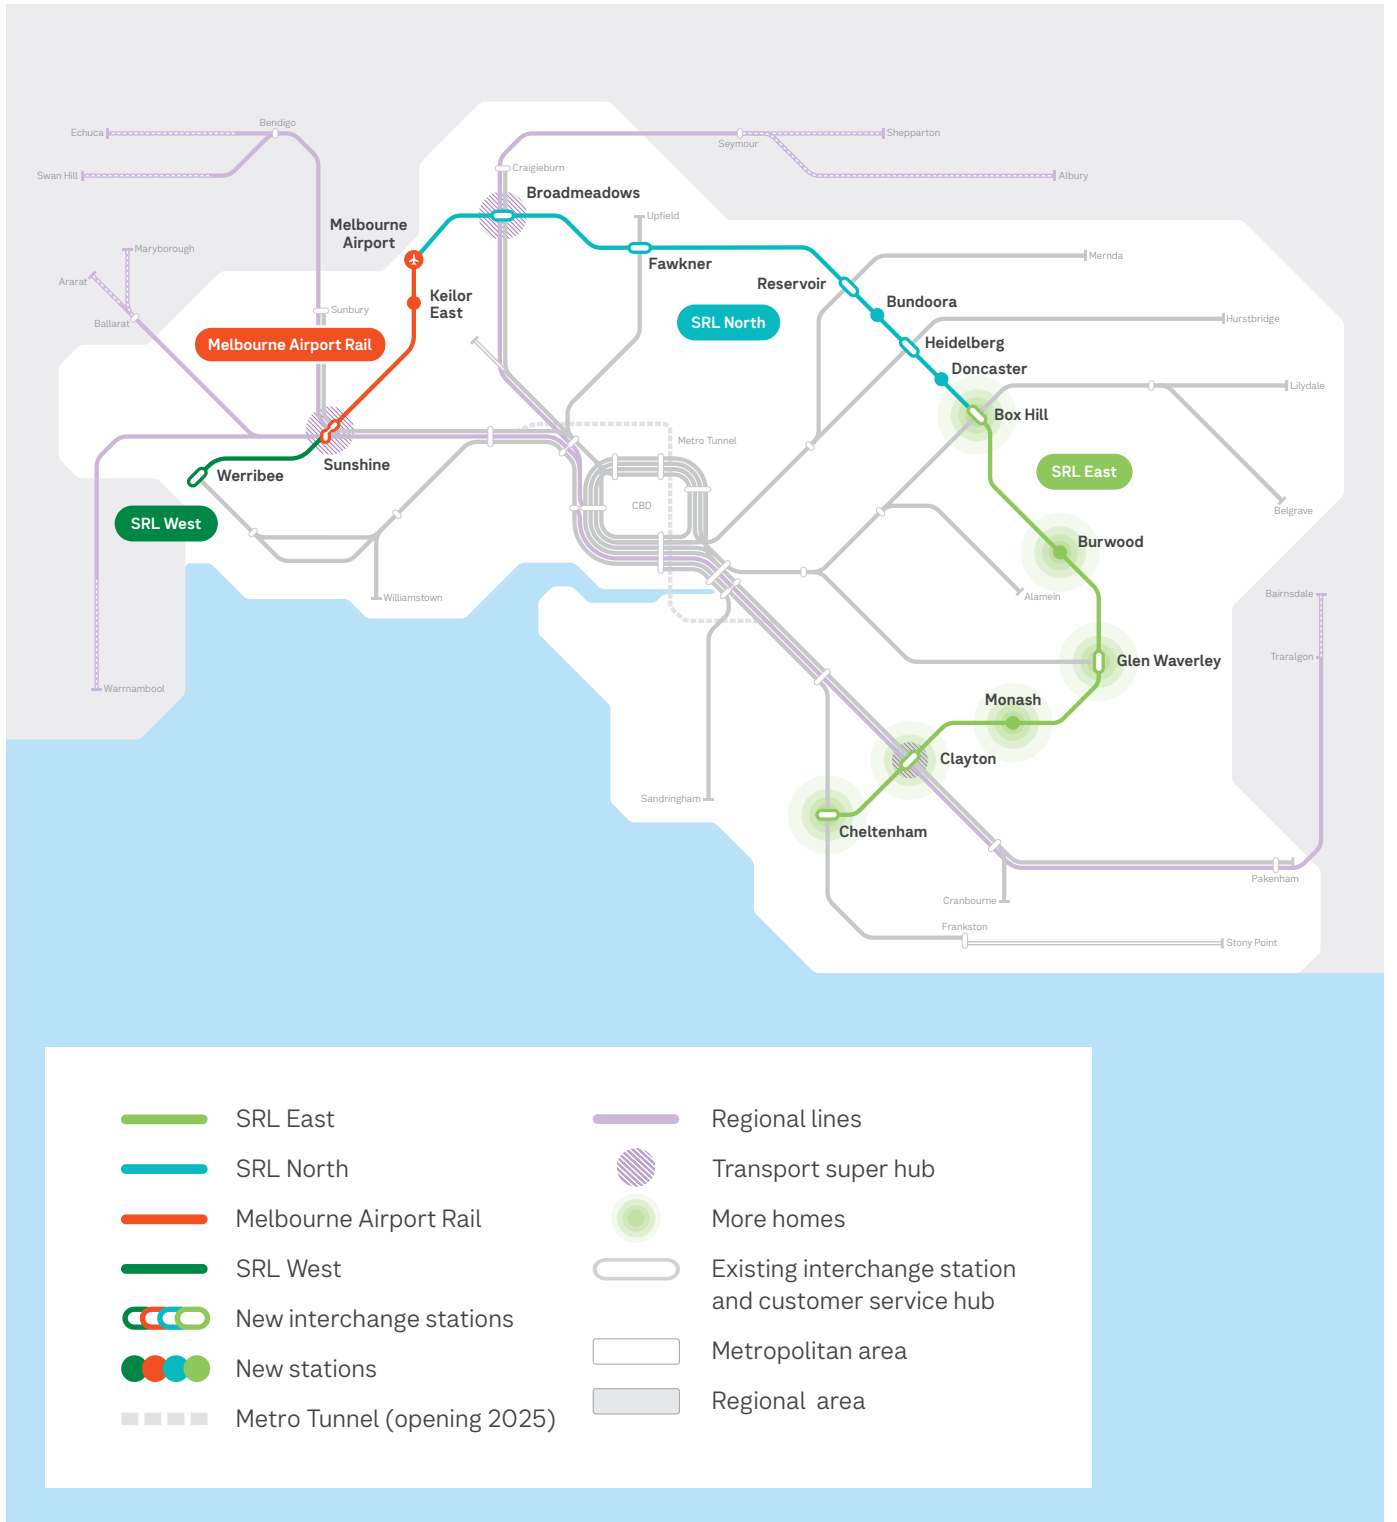 Echuca
Bendigo
Swan Hill
Craigieburn
Seymour
Shepparton
Albury
Broadmeadows
Melbourne
Airport
Upfield
Fawkner
Maryborough
Ararat
Ballarat
Sunbury
Keilor
East
Melbourne Airport Rail
SRL North
Reservoir
Mernda
Bundoora
Heidelberg
Hurstbridge
Doncaster
Lilydale
Box Hill
Metro Tunnel
Sunshine
Werribee
SRL West
CBD
SRL East
Belgrave
Burwood
Williamstown
Alamein
Bairnsdale
Traralgon
Glen Waverley
Warrnambool
Monash
Clayton
Sandringham
Cheltenham
Pakenham
Cranbourne
Frankston
Stony Point
SRL East
SRL North
Melbourne Airport Rail
SRL West
New interchange stations
New stations
Metro Tunnel (opening 2025)
Regional lines
Transport super hub
More homes
Existing interchange station
and customer service hub
Metropolitan area
Regional area